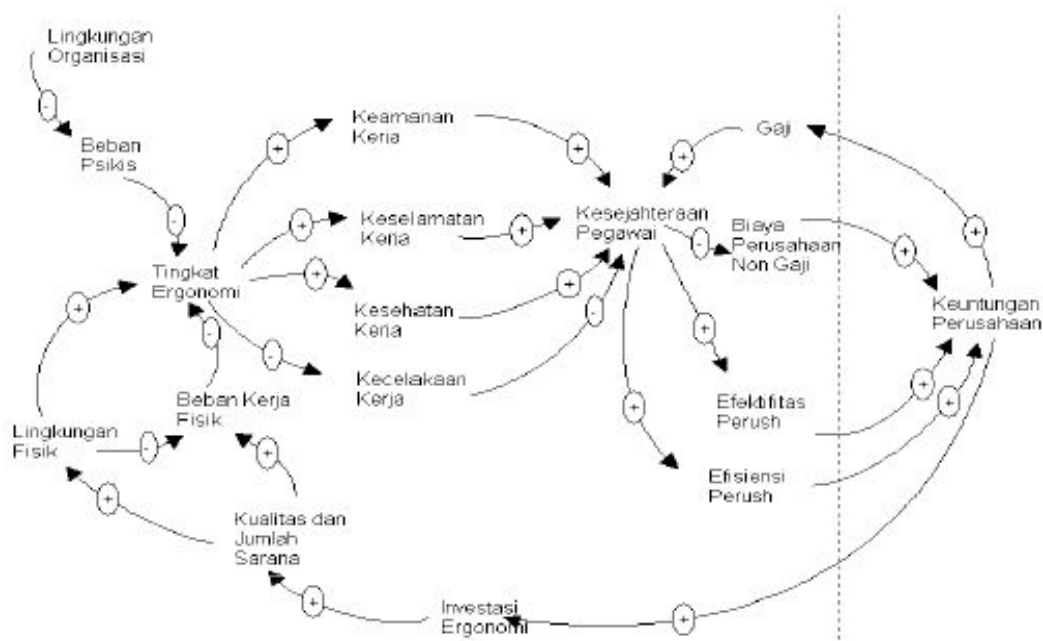 Lingkungan
Organisasi
Beban
Psikis
Keamanan
Kerja
Gaji
Keselamatan
Kerja
Kesejahteraan
Pegawai
Biaya
Perusahaan
Non Gaji
Tingkat
Ergonomi
Kesehatan
Kerja
Keuntungan
Perusahaan
Kecelakaan
Kerja
Beban Kerja
Fisik
Lingkungan
Fisik
Efektifitas
Perush
Efisiensi
Perush
Kualitas dan
Jumlah
Sarana
Investasi
Ergonomi